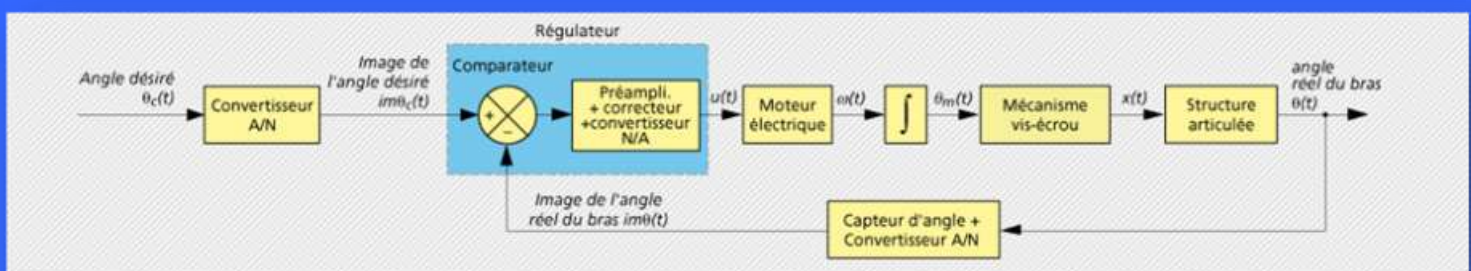 Régulateur
Angle désiré
θc(t)
Convertisseur
A/N
Image de
l'angle désiré
imθc(t)
Comparateur
+
−
Préampli.
+ correcteur
+convertisseur
N/A
u(t)
Moteur
électrique
ω(t)
∫
θm(t)
Mécanisme
vis-écrou
x(t)
Structure
articulée
angle
réel du bras
θ(t)
Image de l'angle
réel du bras imθ(t)
Capteur d'angle +
Convertisseur A/N